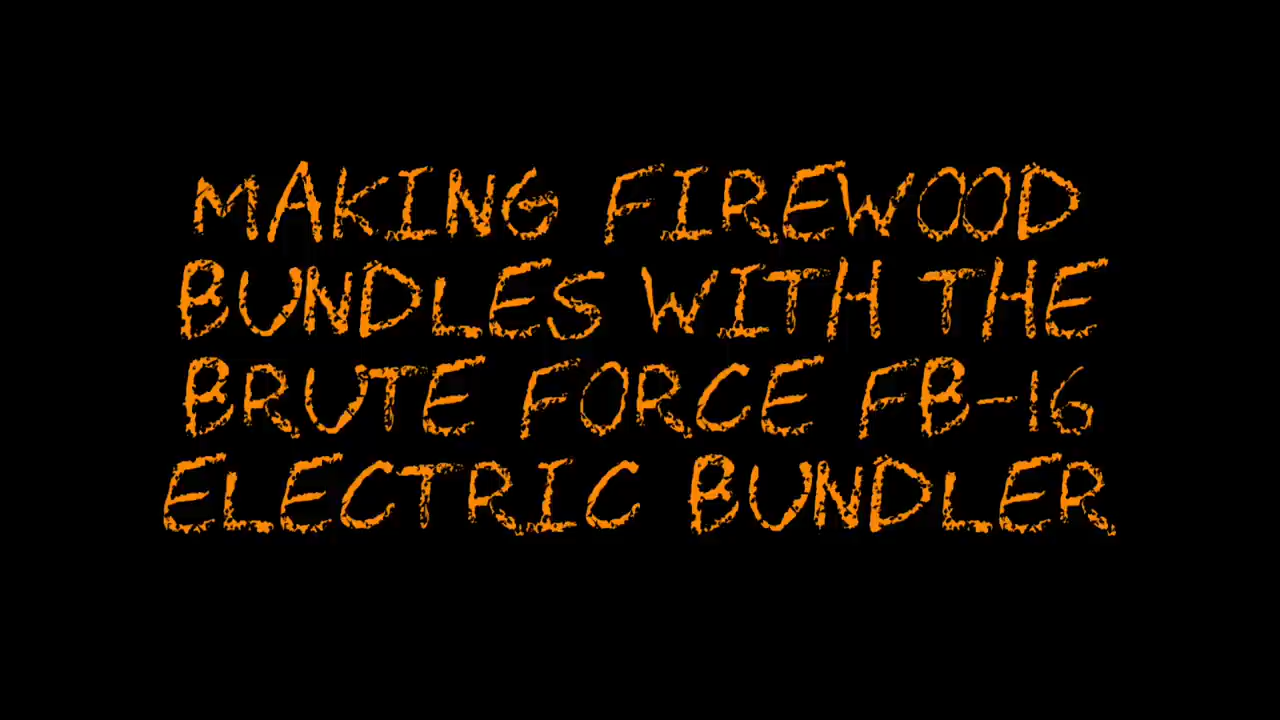 MAKING FIREWOOD
BUNDLES WITH THE
BRUTE FORCE FB-16
ELECTRIC BUNDLER